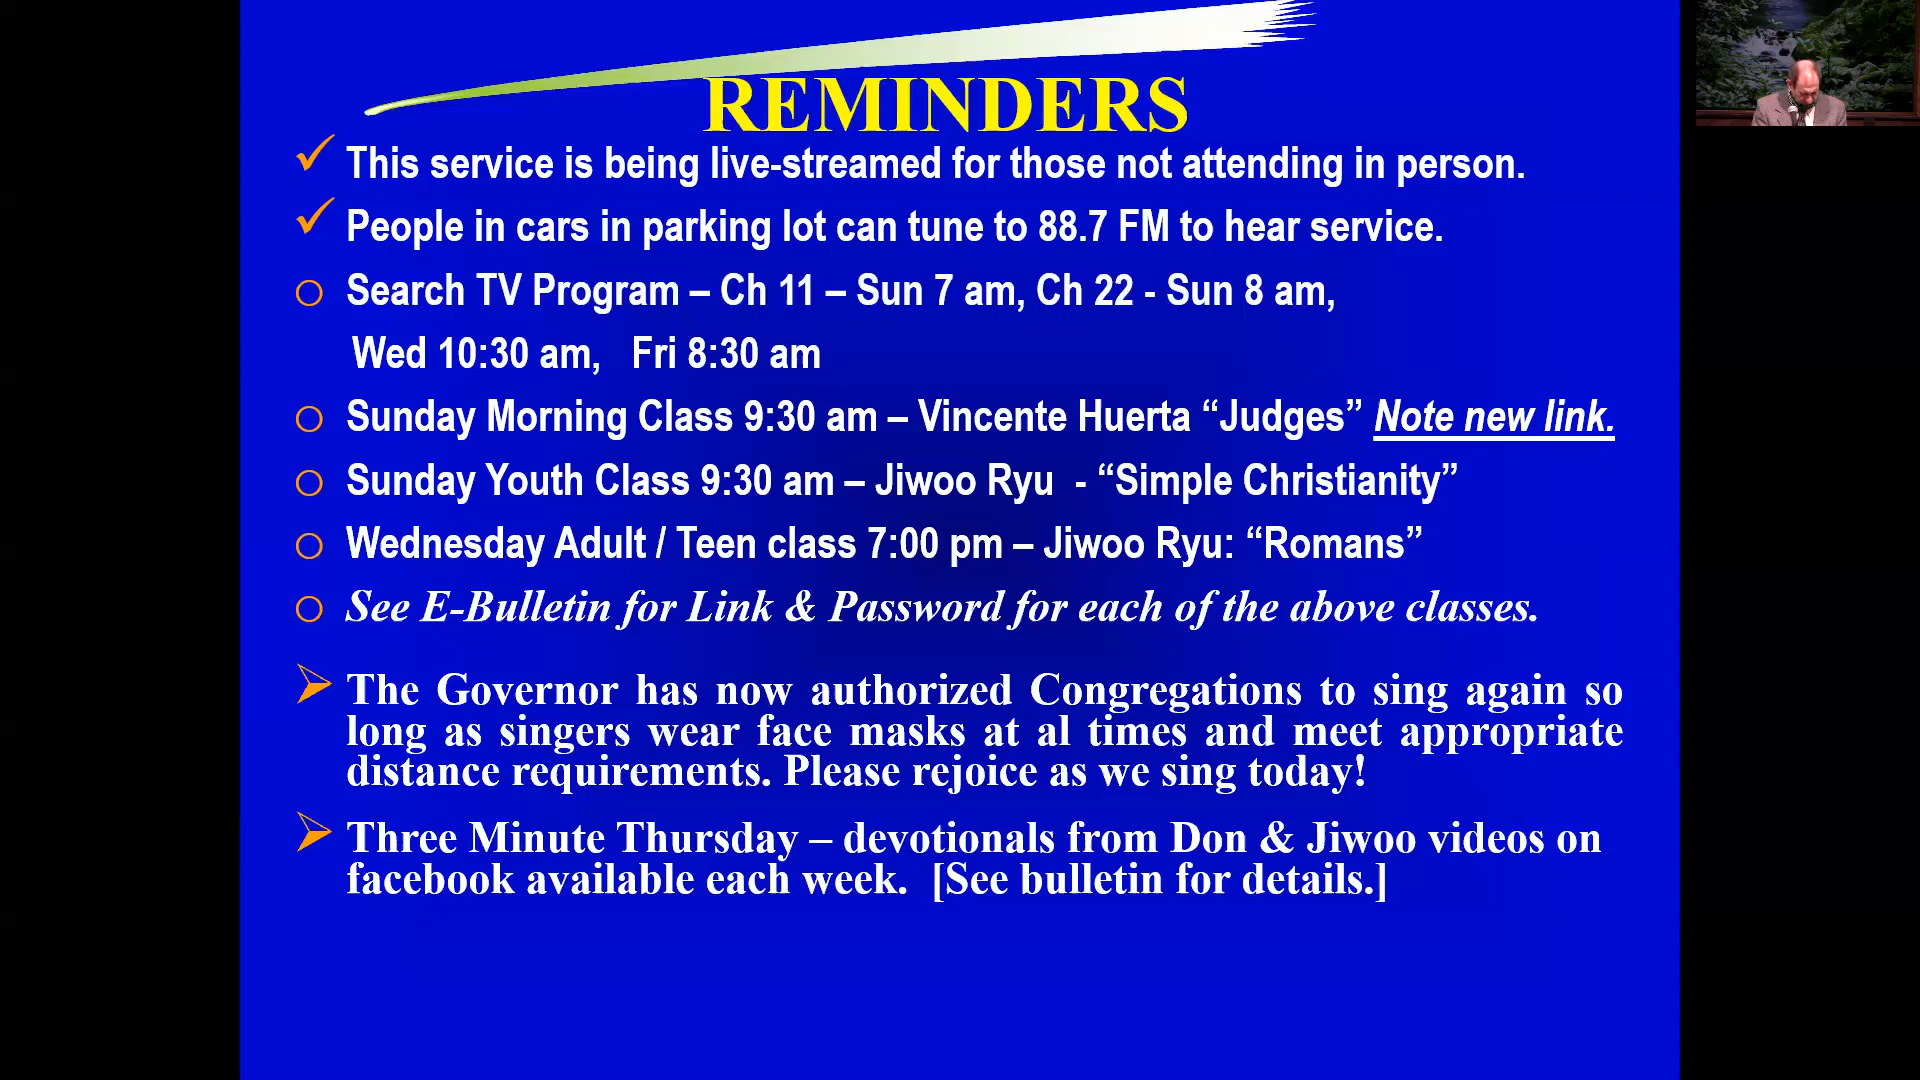 REMINDERS
This service is being live-streamed for those not attending in person.
People in cars in parking lot can tune to 88.7 FM to hear service.
Search TV Program – Ch 11 – Sun 7 am, Ch 22 - Sun 8 am,
Wed 10:30 am, Fri 8:30 am
Sunday Morning Class 9:30 am – Vincente Huerta “Judges” Note new link.
Sunday Youth Class 9:30 am – Jiwoo Ryu - “Simple Christianity”
Wednesday Adult / Teen class 7:00 pm – Jiwoo Ryu: “Romans”
See E-Bulletin for Link & Password for each of the above classes.
The Governor has now authorized Congregations to sing again so
long as singers wear face masks at al times and meet appropriate
distance requirements. Please rejoice as we sing today!
Three Minute Thursday – devotionals from Don & Jiwoo videos on
facebook available each week. [See bulletin for details.]